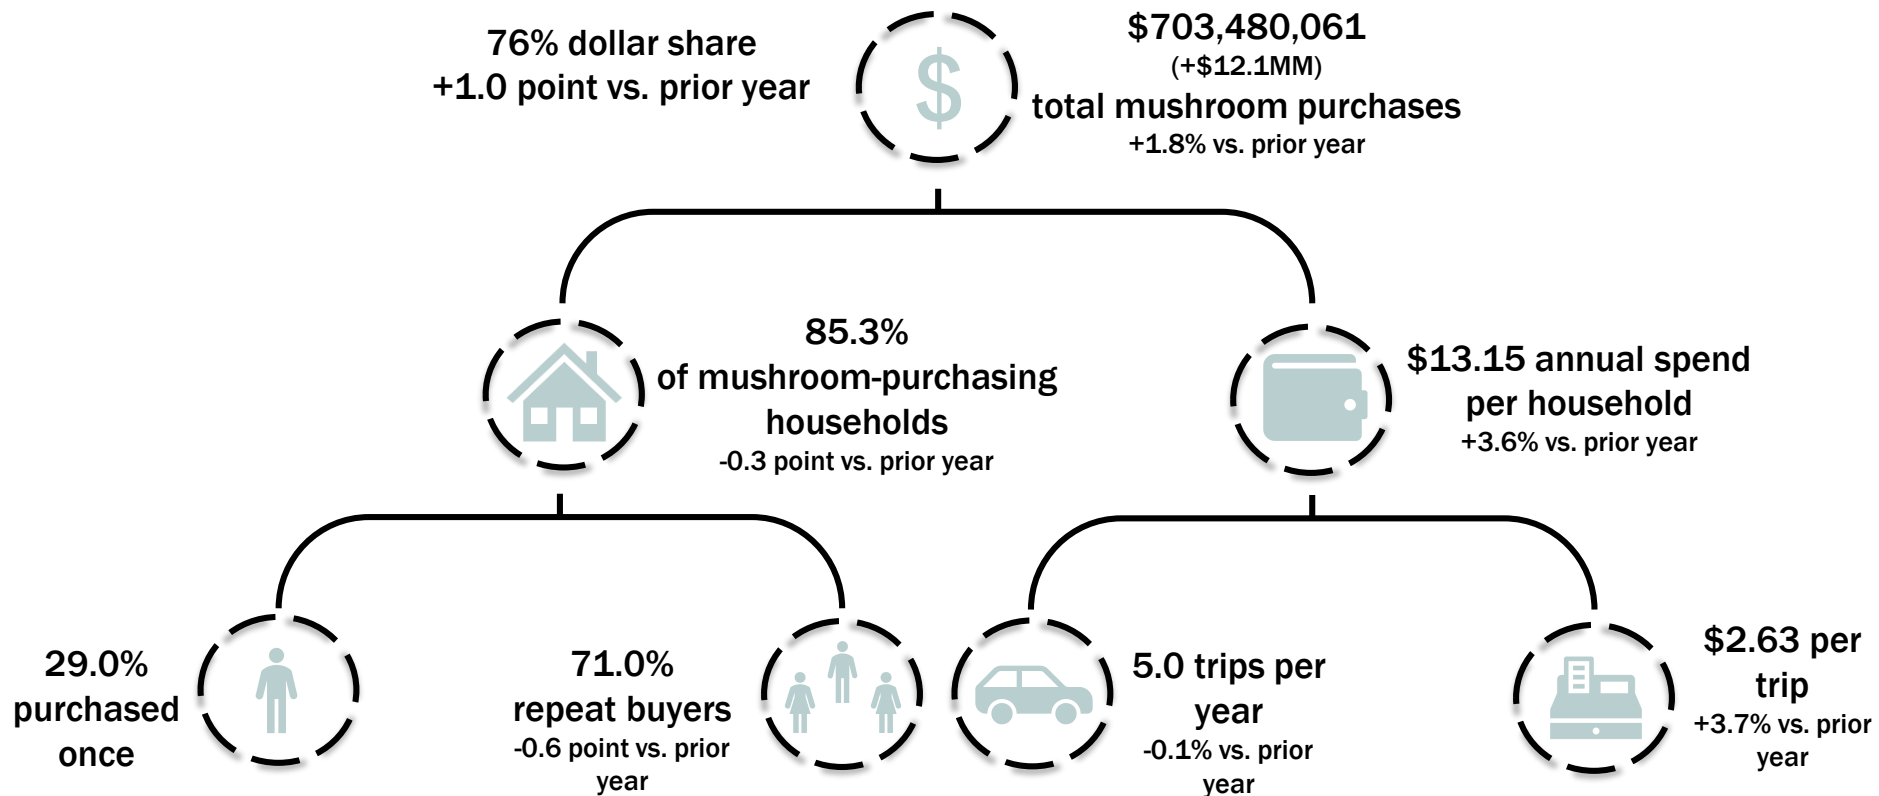 76% dollar share
+1.0 point vs. prior year
$
$703,480,061
(+$12.1MM)
total mushroom purchases
+1.8% vs. prior year
85.3%
of mushroom-purchasing
households
-0.3 point vs. prior year
$13.15 annual spend
per household
+3.6% vs. prior year
29.0%
purchased
once
71.0%
repeat buyers
-0.6 point vs. prior
year
5.0 trips per
year
-0.1% vs. prior
year
$2.63 per
trip
+3.7% vs. prior
year